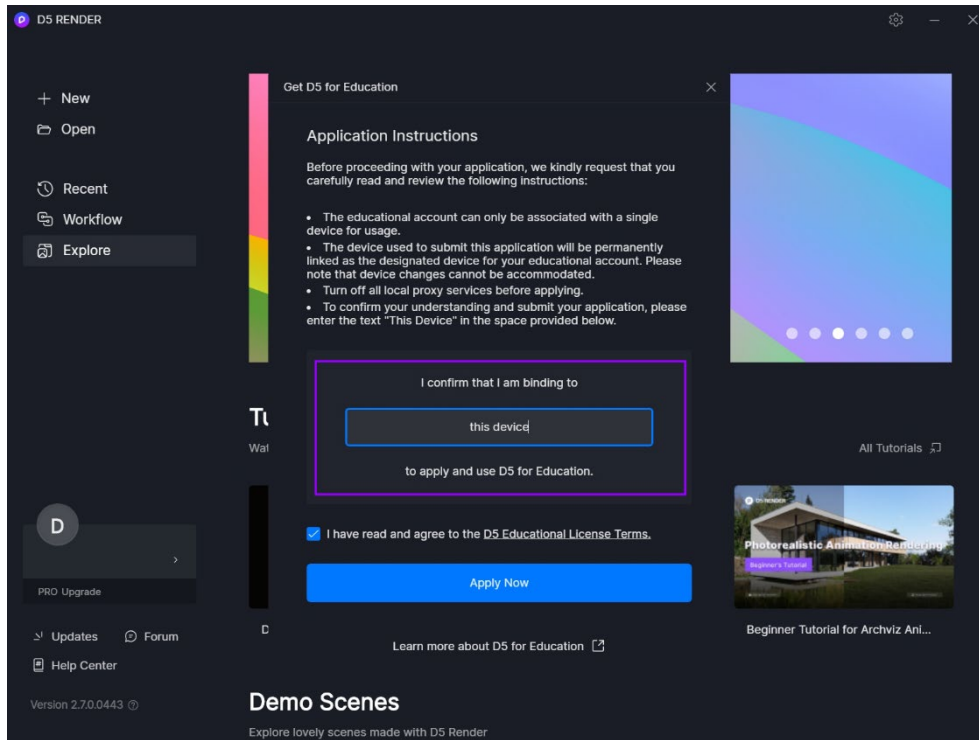 D5 RENDER
New
Open
Recent
Workflow
Explore
D
PRO Upgrade
Updates
Forum
Help Center
Version 2.7.0.0443
Get D5 for Education
Application Instructions
Before proceeding with your application, we kindly request that you
carefully read and review the following instructions:
• The educational account can only be associated with a single
device for usage.
• The device used to submit this application will be permanently
linked as the designated device for your educational account. Please
note that device changes cannot be accommodated.
• Turn off all local proxy services before applying.
• To confirm your understanding and submit your application, please
enter the text "This Device" in the space provided below.
I confirm that I am binding to
this device
to apply and use D5 for Education.
I have read and agree to the D5 Educational License Terms.
Apply Now
Learn more about D5 for Education
Tu
Wat
All Tutorials
D5 RENDER
Photorealistic Animation Rendering
Beginner's Tutorial
D
Beginner Tutorial for Archviz Ani...
Demo Scenes
Explore lovely scenes made with D5 Render